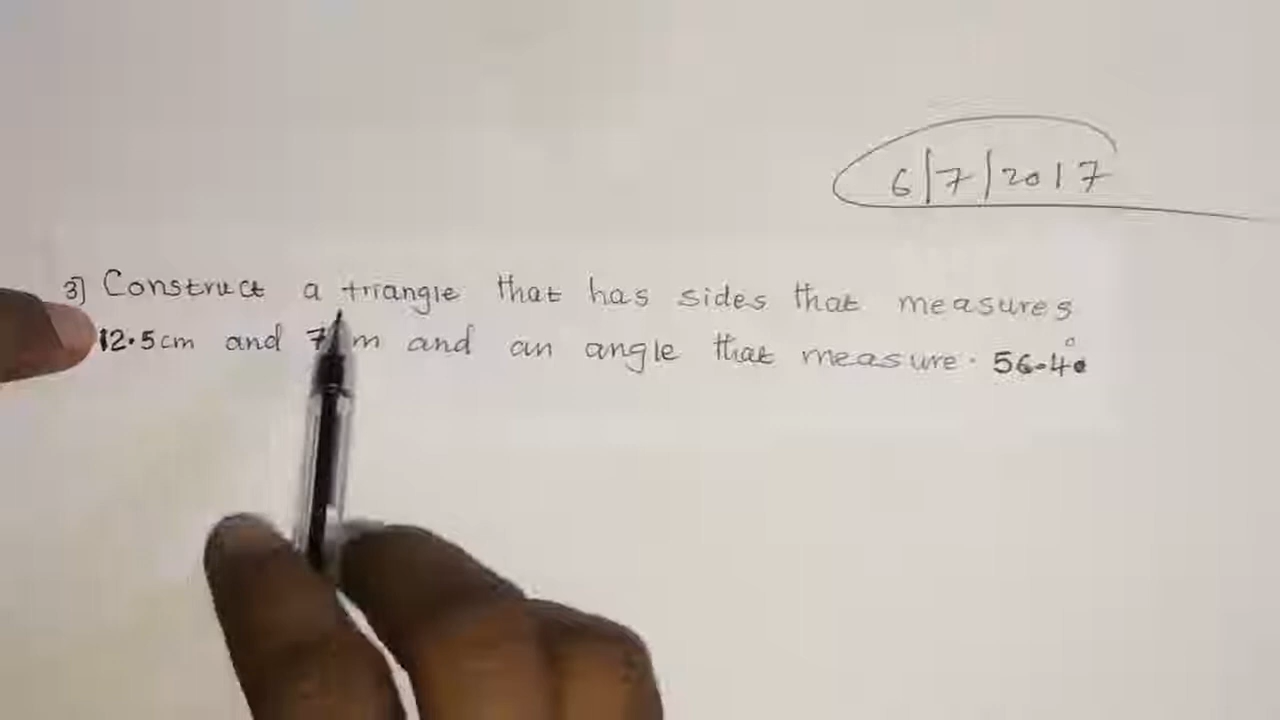 6/7/2017
3] Construct a triangle that has sides that measures
12.5cm and 7 m and an angle that measure. 56.4°